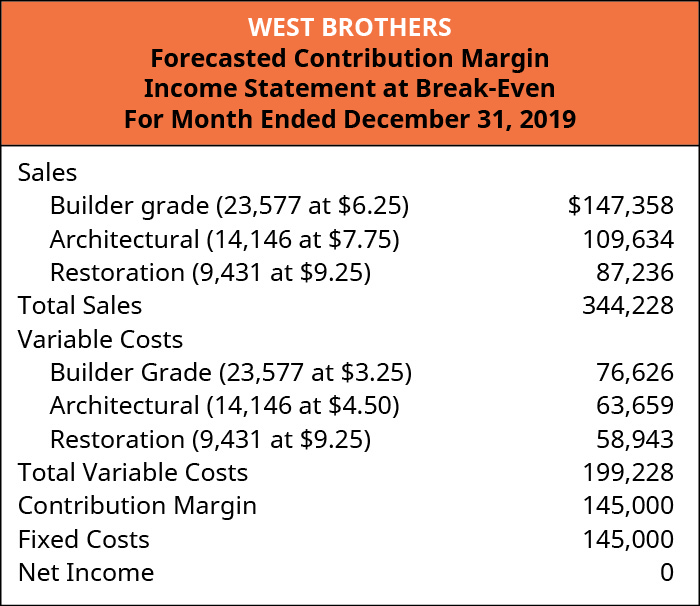 WEST BROTHERS
Forecasted Contribution Margin
Income Statement at Break-Even
For Month Ended December 31, 2019
Sales
Builder grade (23,577 at $6.25) $147,358
Architectural (14,146 at $7.75) 109,634
Restoration (9,431 at $9.25) 87,236
Total Sales 344,228
Variable Costs
Builder Grade (23,577 at $3.25) 76,626
Architectural (14,146 at $4.50) 63,659
Restoration (9,431 at $9.25) 58,943
Total Variable Costs 199,228
Contribution Margin 145,000
Fixed Costs 145,000
Net Income 0